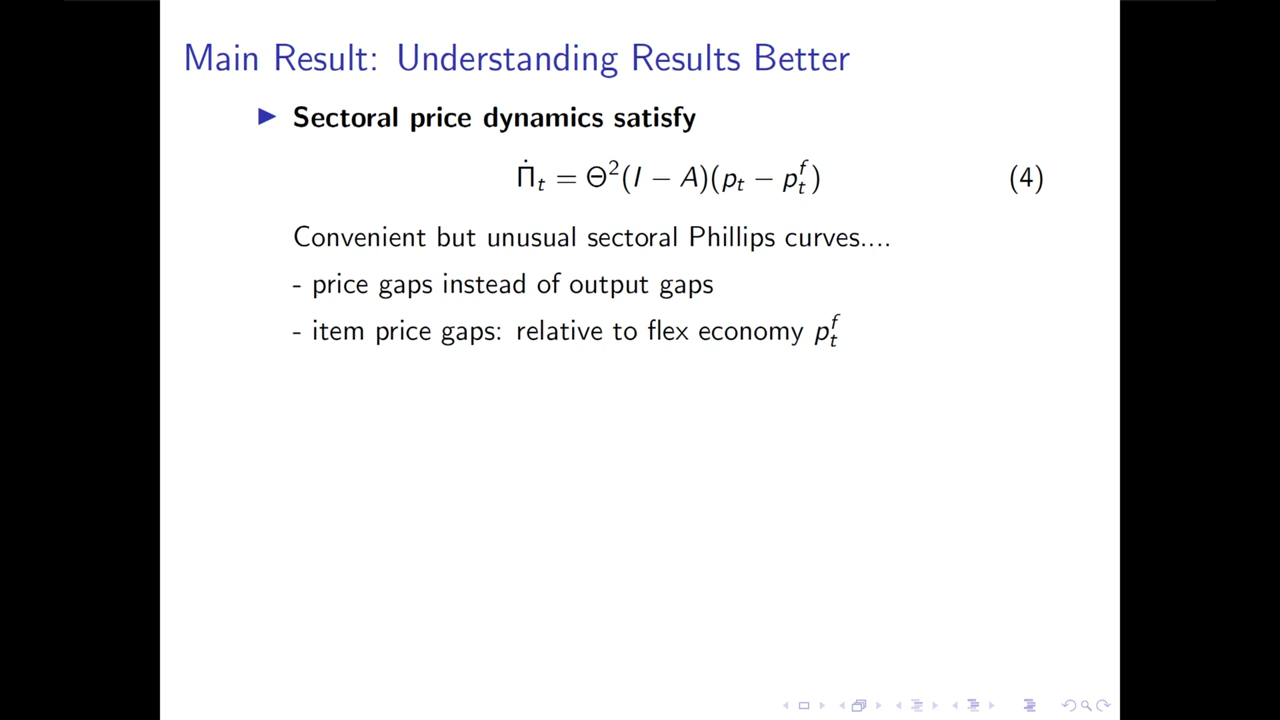 Main Result: Understanding Results Better
▶ Sectoral price dynamics satisfy
Π̇ₜ = Θ²(I − A)(pₜ − pₜᶠ) (4)
Convenient but unusual sectoral Phillips curves....
- price gaps instead of output gaps
- item price gaps: relative to flex economy pₜᶠ